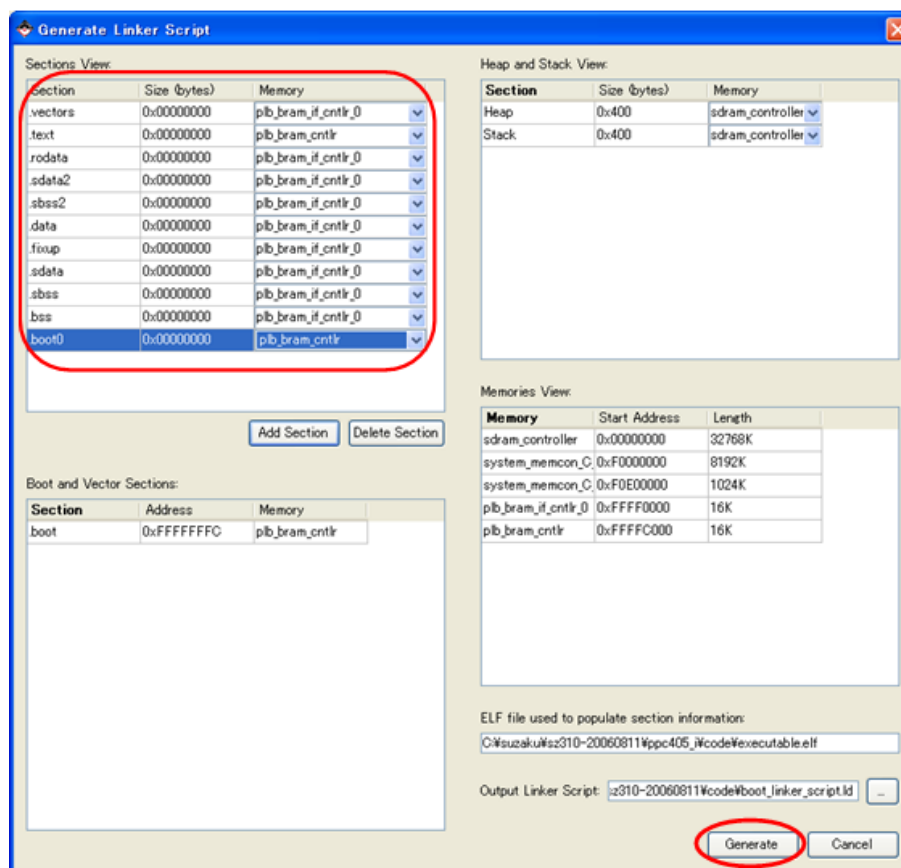 Generate Linker Script
Sections View:
Section Size (bytes) Memory
.vectors 0x00000000 plb_bram_if_cntlr_0
.text 0x00000000 plb_bram_cntlr
.rodata 0x00000000 plb_bram_if_cntlr_0
.sdata2 0x00000000 plb_bram_if_cntlr_0
.sbss2 0x00000000 plb_bram_if_cntlr_0
.data 0x00000000 plb_bram_if_cntlr_0
.fixup 0x00000000 plb_bram_if_cntlr_0
.sdata 0x00000000 plb_bram_if_cntlr_0
.sbss 0x00000000 plb_bram_if_cntlr_0
.bss 0x00000000 plb_bram_if_cntlr_0
.boot0 0x00000000 plb_bram_cntlr
Add Section Delete Section
Boot and Vector Sections:
Section Address Memory
.boot 0xFFFFFFFC plb_bram_cntlr
Heap and Stack View:
Section Size (bytes) Memory
Heap 0x400 sdram_controller
Stack 0x400 sdram_controller
Memories View:
Memory Start Address Length
sdram_controller 0x00000000 32768K
system_memcon_C_ 0xF0000000 8192K
system_memcon_C_ 0xF0E00000 1024K
plb_bram_if_cntlr_0 0xFFFF0000 16K
plb_bram_cntlr 0xFFFFC000 16K
ELF file used to populate section information:
C:¥suzaku¥sz310-20060811¥ppc405_i¥code¥executable.elf
Output Linker Script: sz310-20060811¥code¥boot_linker_script.ld ...
Generate Cancel